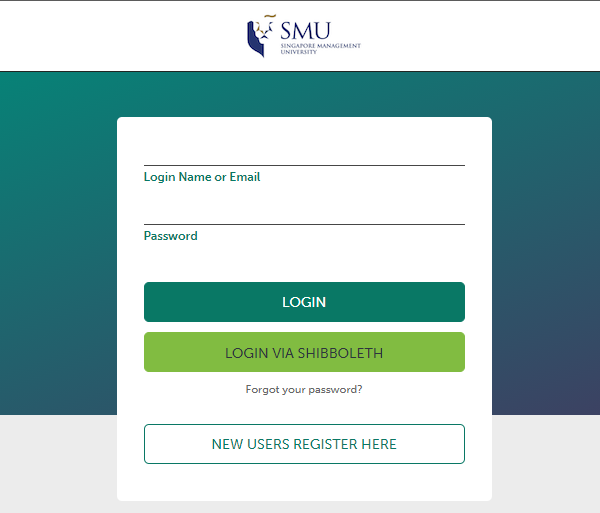 SMU
SINGAPORE MANAGEMENT
UNIVERSITY
Login Name or Email
Password
LOGIN
LOGIN VIA SHIBBOLETH
Forgot your password?
NEW USERS REGISTER HERE